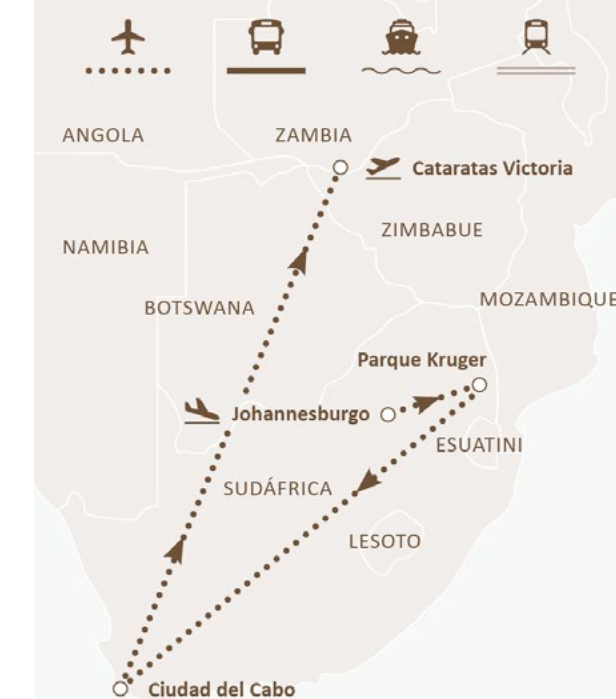 ANGOLA
ZAMBIA
Cataratas Victoria
ZIMBABUE
NAMIBIA
MOZAMBIQUE
BOTSWANA
Parque Kruger
Johannesburgo
ESUATINI
SUDÁFRICA
LESOTO
Ciudad del Cabo